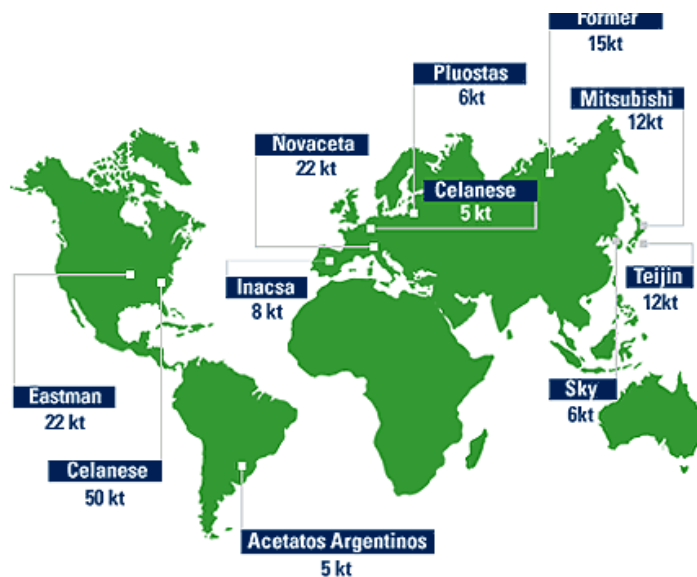 Former
15kt
Pluostas
6kt
Mitsubishi
12kt
Novaceta
22 kt
Celanese
5 kt
Inacsa
8 kt
Teijin
12kt
Eastman
22 kt
Sky
6kt
Celanese
50 kt
Acetatos Argentinos
5 kt